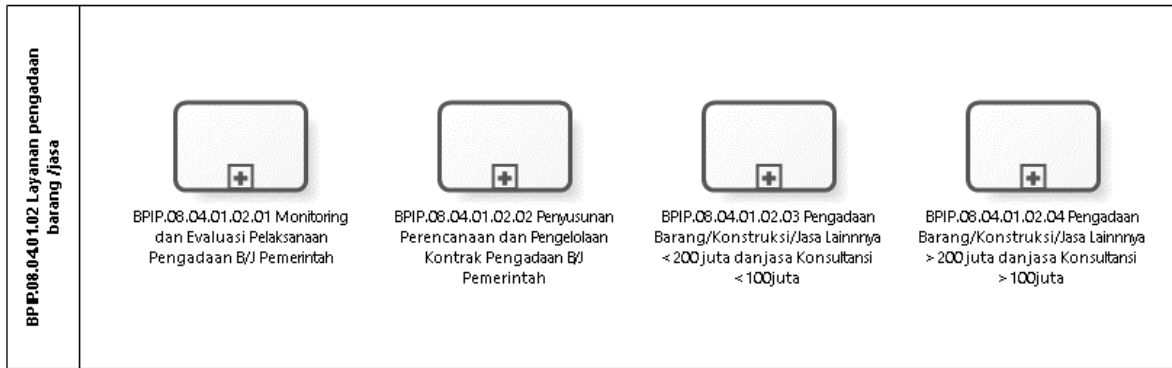 BPIP.08.04.01.02 Layanan pengadaan
barang /jasa
BPIP.08.04.01.02.01 Monitoring
dan Evaluasi Pelaksanaan
Pengadaan B/J Pemerintah
BPIP.08.04.01.02.02 Penyusunan
Perencanaan dan Pengelolaan
Kontrak Pengadaan B/J
Pemerintah
BPIP.08.04.01.02.03 Pengadaan
Barang/Konstruksi/Jasa Lainnnya
<200 juta dan jasa Konsultansi
<100juta
BPIP.08.04.01.02.04 Pengadaan
Barang/Konstruksi/Jasa Lainnnya
>200 juta dan jasa Konsultansi
>100juta